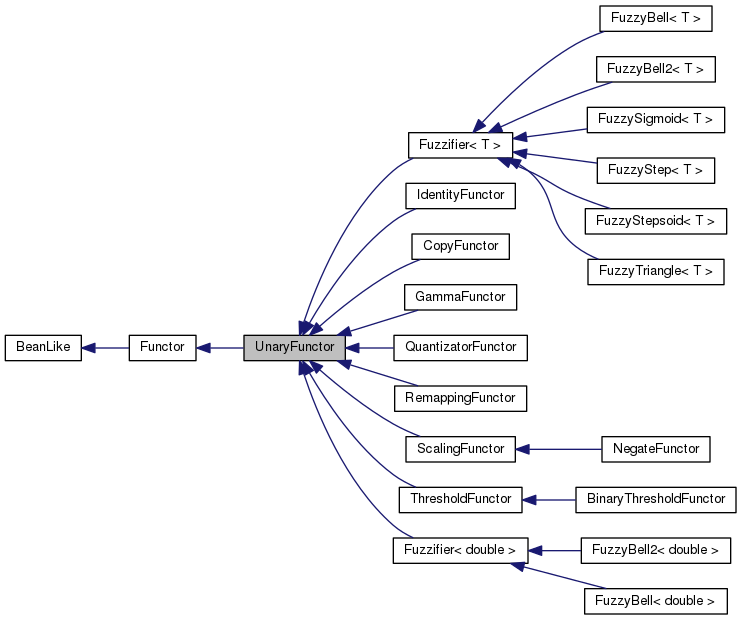 FuzzyBell< T >
FuzzyBell2< T >
FuzzySigmoid< T >
Fuzzifier< T >
FuzzyStep< T >
IdentityFunctor
FuzzyStepsoid< T >
CopyFunctor
FuzzyTriangle< T >
GammaFunctor
BeanLike
Functor
UnaryFunctor
QuantizatorFunctor
RemappingFunctor
ScalingFunctor
NegateFunctor
ThresholdFunctor
BinaryThresholdFunctor
Fuzzifier< double >
FuzzyBell2< double >
FuzzyBell< double >